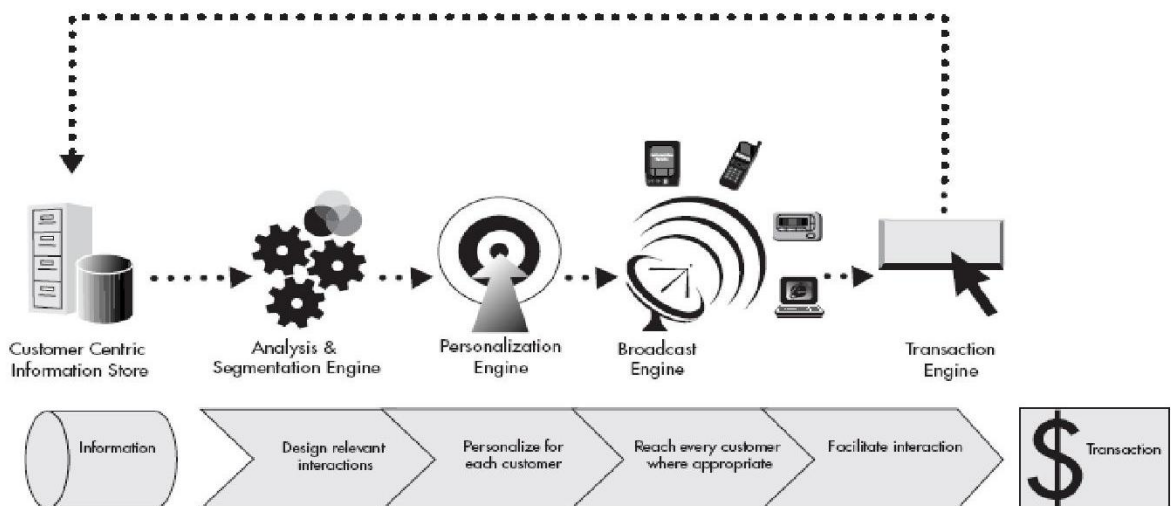 Customer Centric
Information Store
Analysis &
Segmentation Engine
Personalization
Engine
Broadcast
Engine
Transaction
Engine
Information
Design relevant
interactions
Personalize for
each customer
Reach every customer
where appropriate
Facilitate interaction
$
Transaction